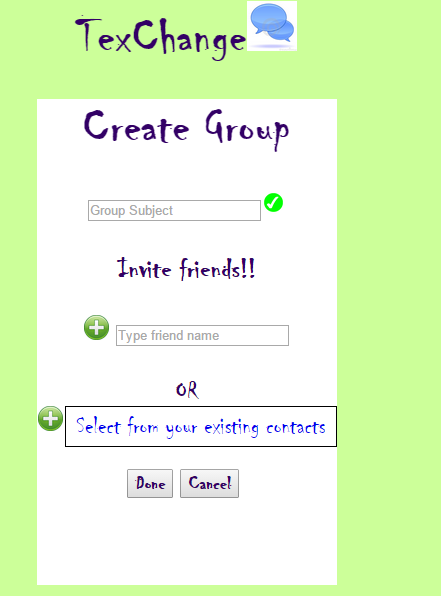 TexChange
Create Group
Group Subject
Invite friends!!
Type friend name
OR
Select from your existing contacts
Done Cancel